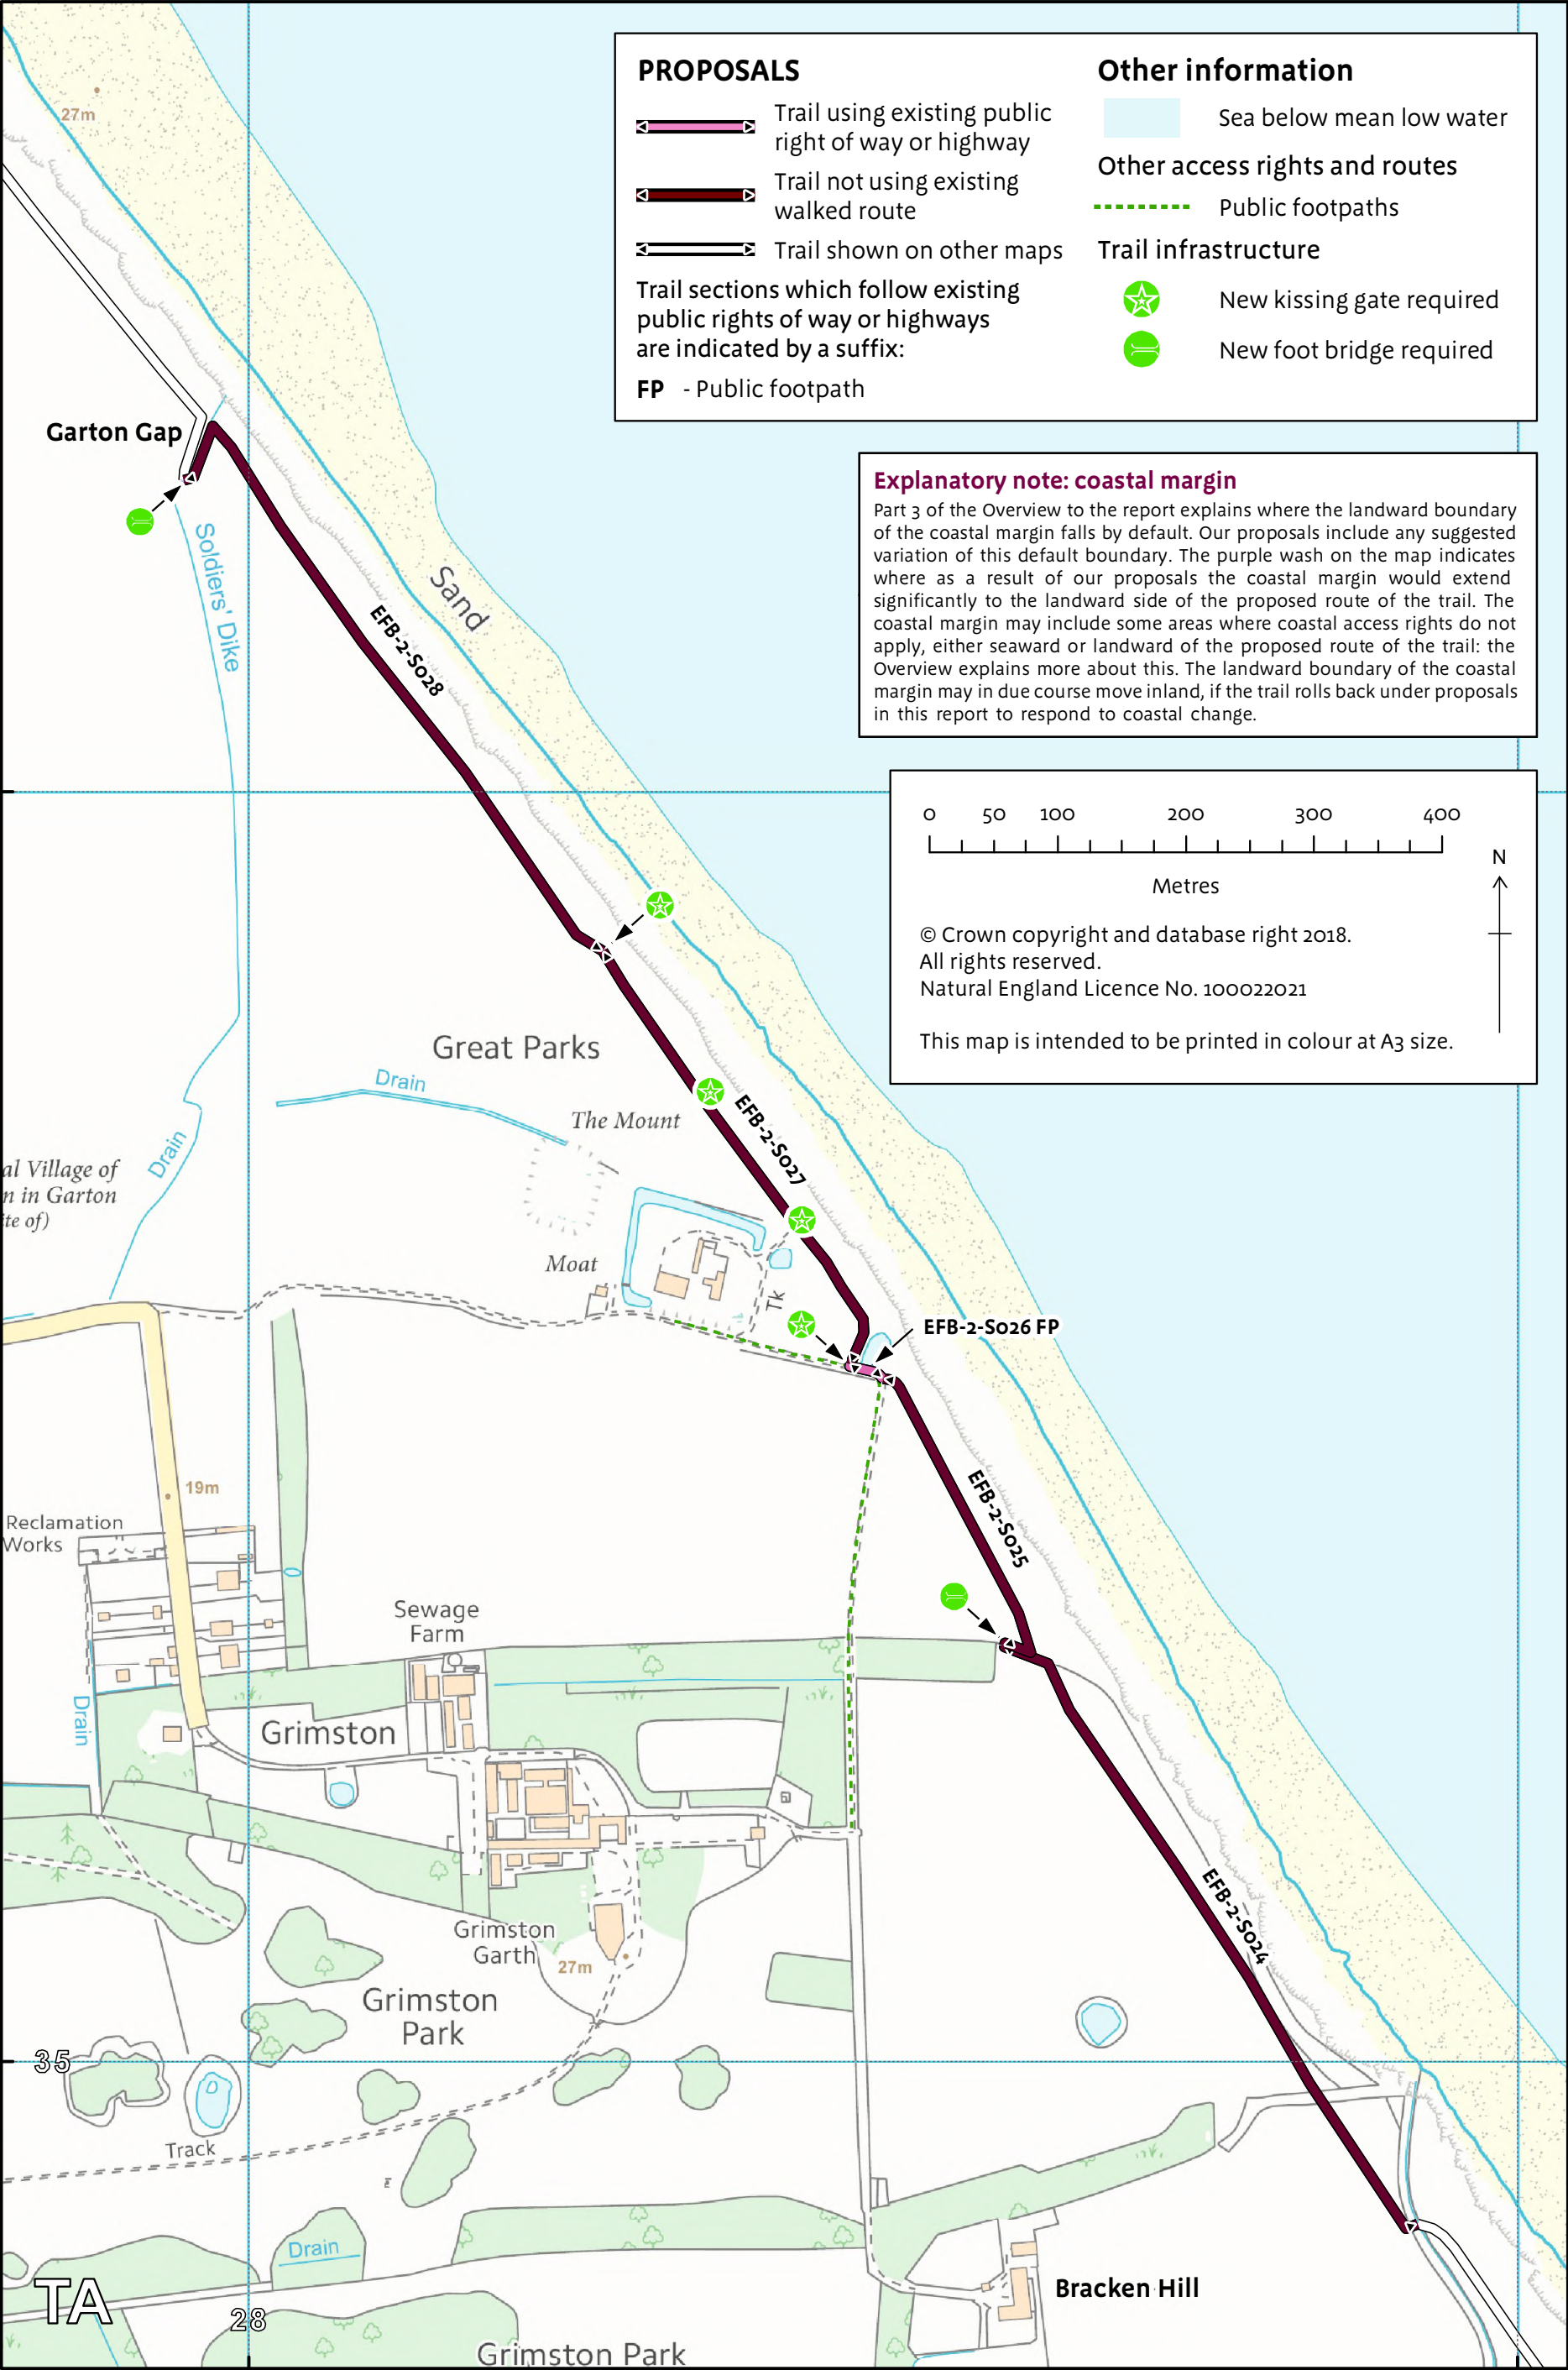 PROPOSALS
Trail using existing public
right of way or highway
Trail not using existing
walked route
Trail shown on other maps
Trail sections which follow existing
public rights of way or highways
are indicated by a suffix:
FP - Public footpath
Other information
Sea below mean low water
Other access rights and routes
Public footpaths
Trail infrastructure
New kissing gate required
New foot bridge required
Explanatory note: coastal margin
Part 3 of the Overview to the report explains where the landward boundary
of the coastal margin falls by default. Our proposals include any suggested
variation of this default boundary. The purple wash on the map indicates
where as a result of our proposals the coastal margin would extend
significantly to the landward side of the proposed route of the trail. The
coastal margin may include some areas where coastal access rights do not
apply, either seaward or landward of the proposed route of the trail: the
Overview explains more about this. The landward boundary of the coastal
margin may in due course move inland, if the trail rolls back under proposals
in this report to respond to coastal change.
0 50 100 200 300 400
Metres
N
© Crown copyright and database right 2018.
All rights reserved.
Natural England Licence No. 100022021
This map is intended to be printed in colour at A3 size.
27m
Garton Gap
Soldiers' Dike
Sand
EFB-2-S028
Great Parks
Drain
The Mount
EFB-2-S027
Drain
al Village of
n in Garton
ite of)
Moat
Tk
EFB-2-S026 FP
19m
EFB-2-S025
Reclamation
Works
Sewage
Farm
Drain
Grimston
EFB-2-S024
Grimston
Garth
27m
Grimston
Park
35
Track
Drain
Bracken Hill
TA
28
Grimston Park